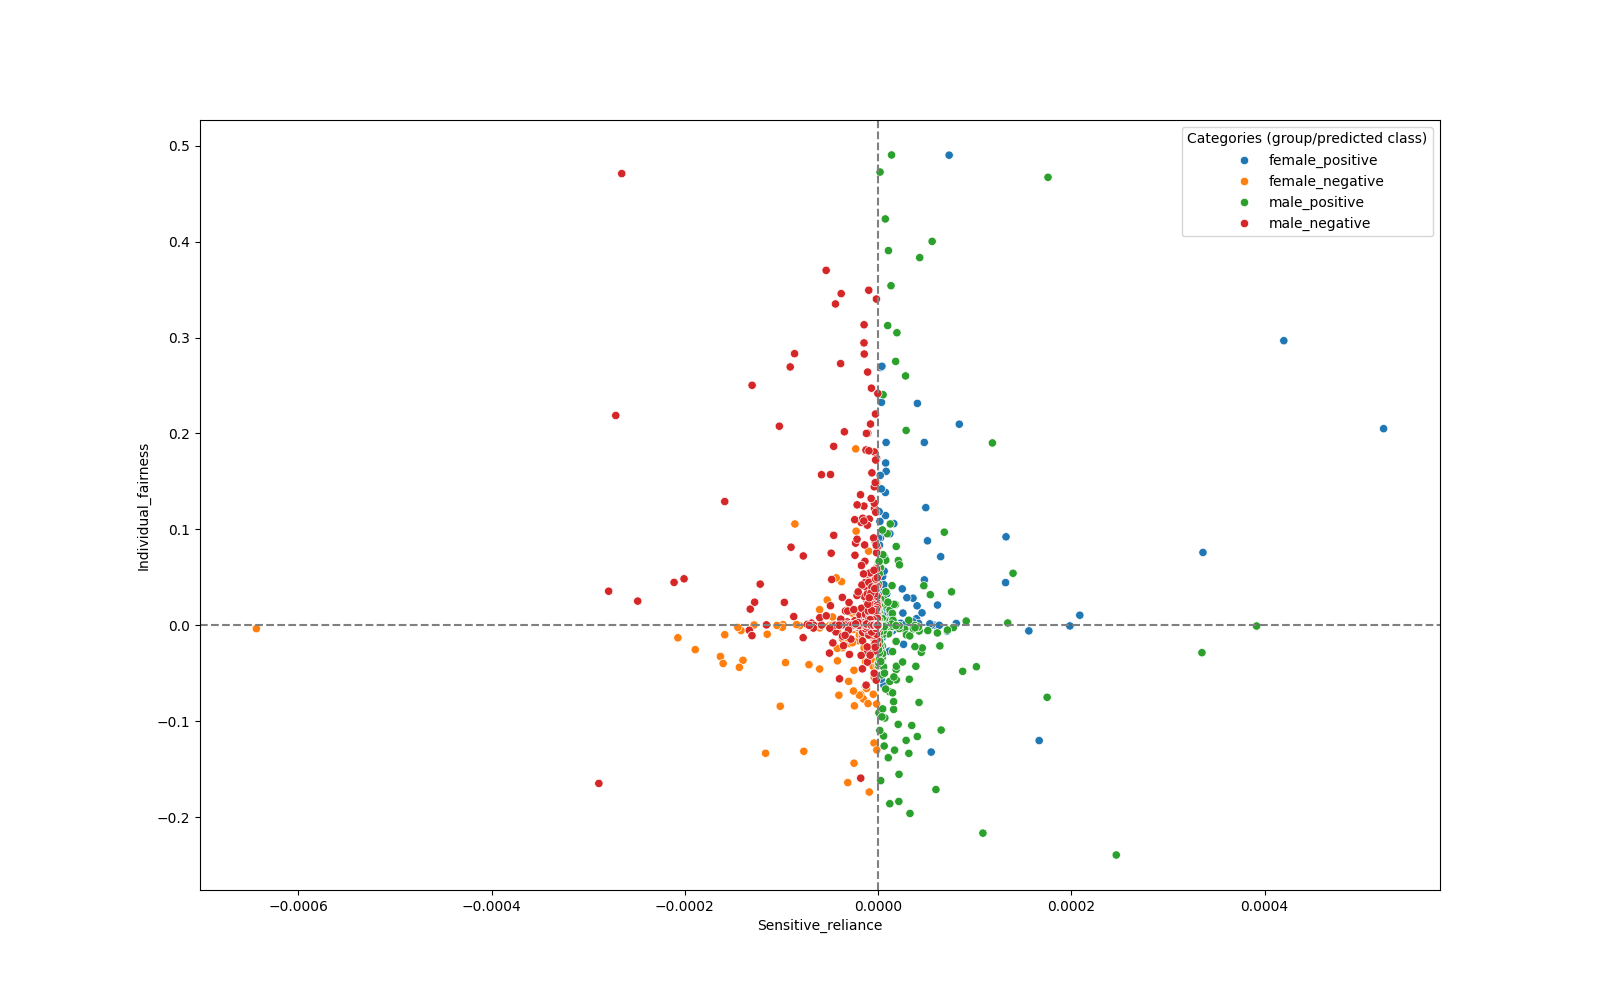 Categories (group/predicted class)
female_positive
female_negative
male_positive
male_negative
0.5
0.4
0.3
0.2
0.1
0.0
−0.1
−0.2
Individual_fairness
−0.0006
−0.0004
−0.0002
0.0000
0.0002
0.0004
Sensitive_reliance